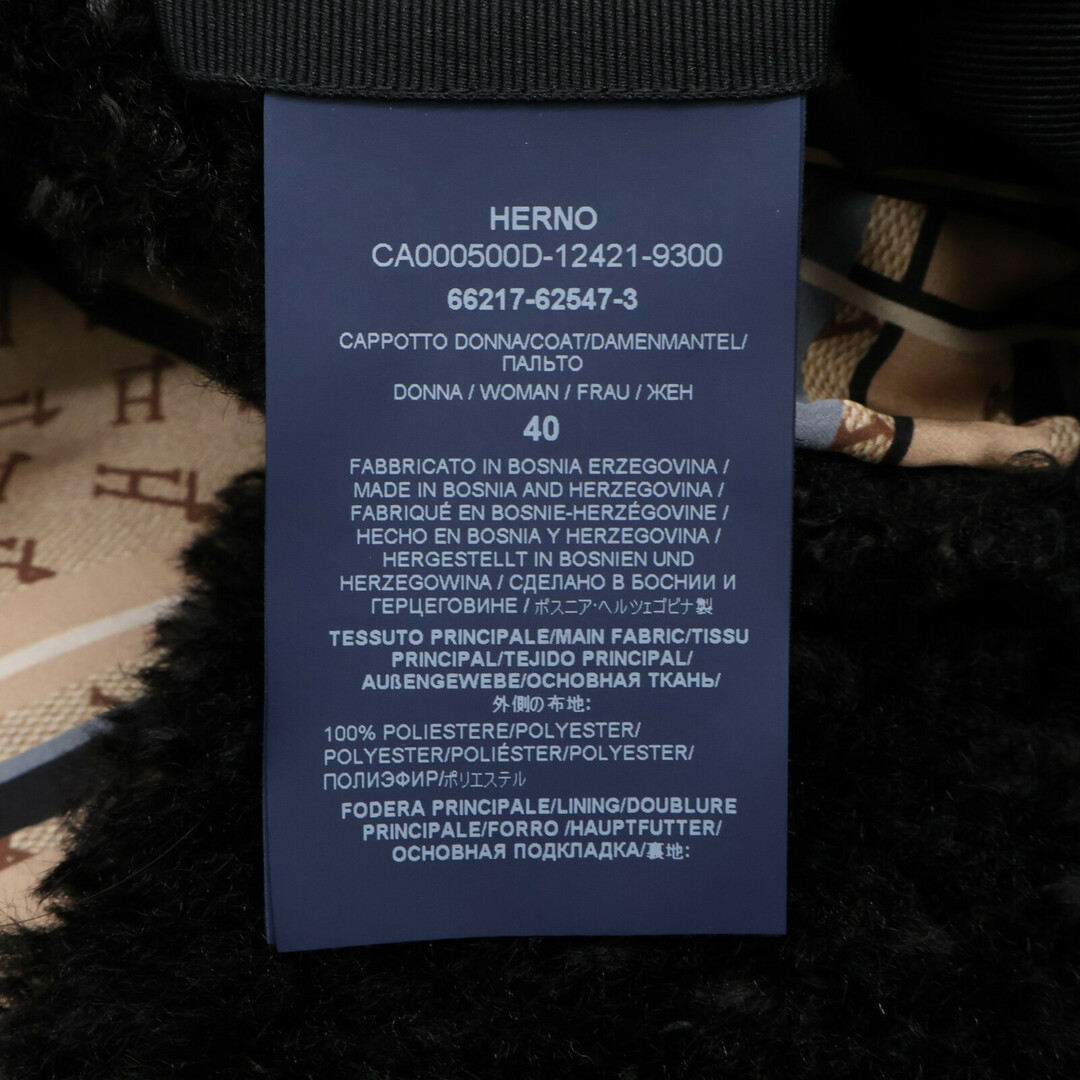 HERNO
CA000500D-12421-9300
66217-62547-3
CAPPOTTO DONNA/COAT/DAMENMANTEL/
ПАЛЬТО
DONNA / WOMAN / FRAU / ЖЕН
40
FABBRICATO IN BOSNIA ERZEGOVINA /
MADE IN BOSNIA AND HERZEGOVINA /
FABRIQUÉ EN BOSNIE-HERZÉGOVINE /
HECHO EN BOSNIA Y HERZEGOVINA /
HERGESTELLT IN BOSNIEN UND
HERZEGOWINA / СДЕЛАНО В БОСНИИ И
ГЕРЦЕГОВИНЕ / ボスニア・ヘルツェゴビナ製
TESSUTO PRINCIPALE/MAIN FABRIC/TISSU
PRINCIPAL/TEJIDO PRINCIPAL/
AUßENGEWEBE/ОСНОВНАЯ ТКАНЬ/
外側の布地:
100% POLIESTERE/POLYESTER/
POLYESTER/POLIÉSTER/POLYESTER/
ПОЛИЭФИР/ポリエステル
FODERA PRINCIPALE/LINING/DOUBLURE
PRINCIPALE/FORRO /HAUPTFUTTER/
ОСНОВНАЯ ПОДКЛАДКА/裏地: